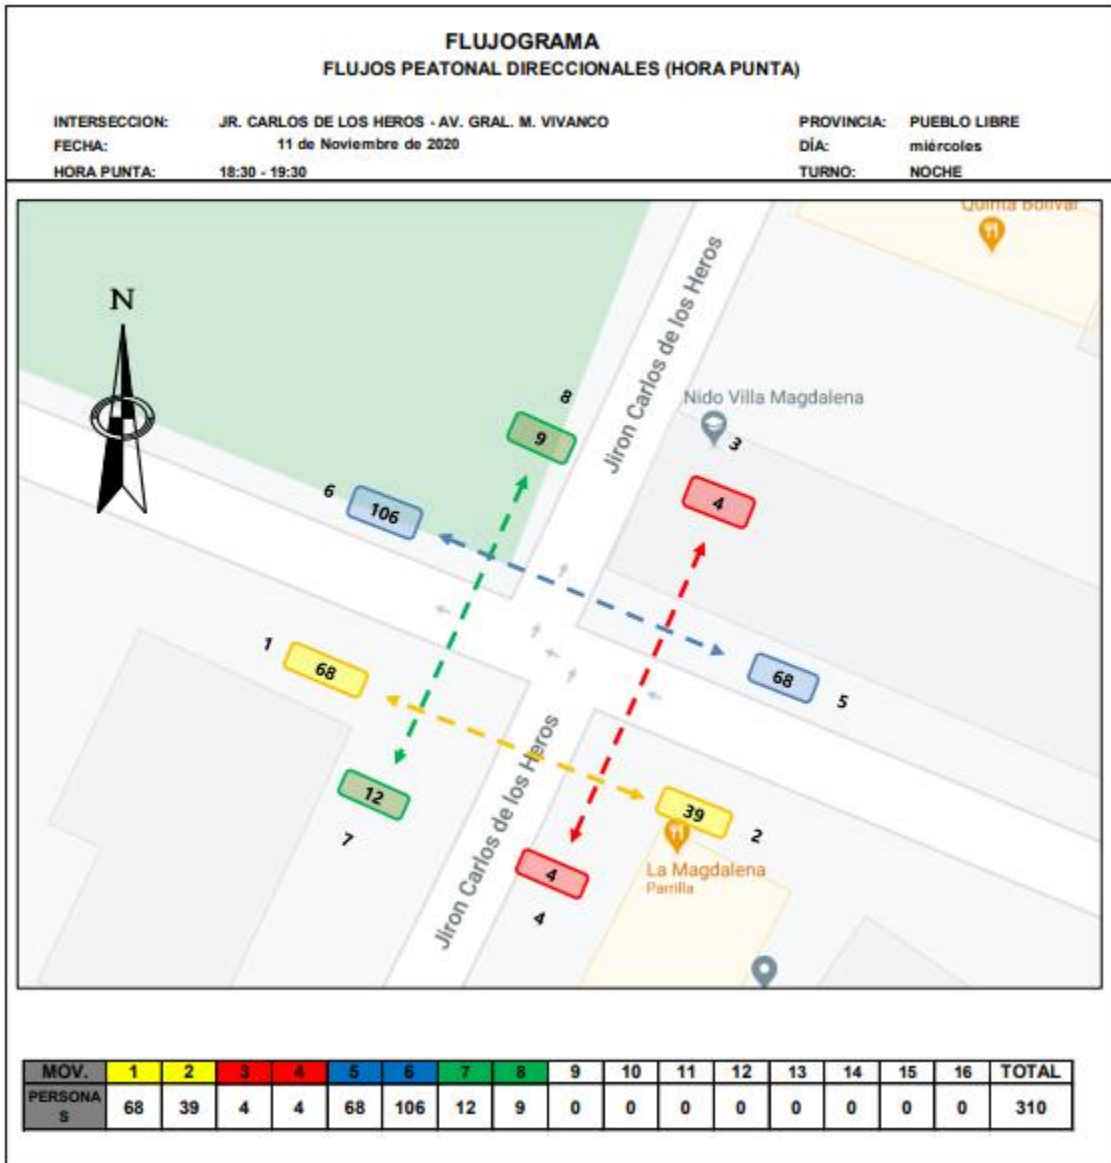 FLUJOGRAMA
FLUJOS PEATONAL DIRECCIONALES (HORA PUNTA)
INTERSECCION: JR. CARLOS DE LOS HEROS - AV. GRAL. M. VIVANCO PROVINCIA: PUEBLO LIBRE
FECHA: 11 de Noviembre de 2020 DÍA: miércoles
HORA PUNTA: 18:30 - 19:30 TURNO: NOCHE
Quinta Bolivar
N
Jiron Carlos de los Heros
8
9
Nido Villa Magdalena
3
4
6
106
1
68
68
5
12
7
39
2
La Magdalena
Parrilla
4
4
Jiron Carlos de los Heros
MOV. 1 2 3 4 5 6 7 8 9 10 11 12 13 14 15 16 TOTAL
PERSONA
S 68 39 4 4 68 106 12 9 0 0 0 0 0 0 0 0 310